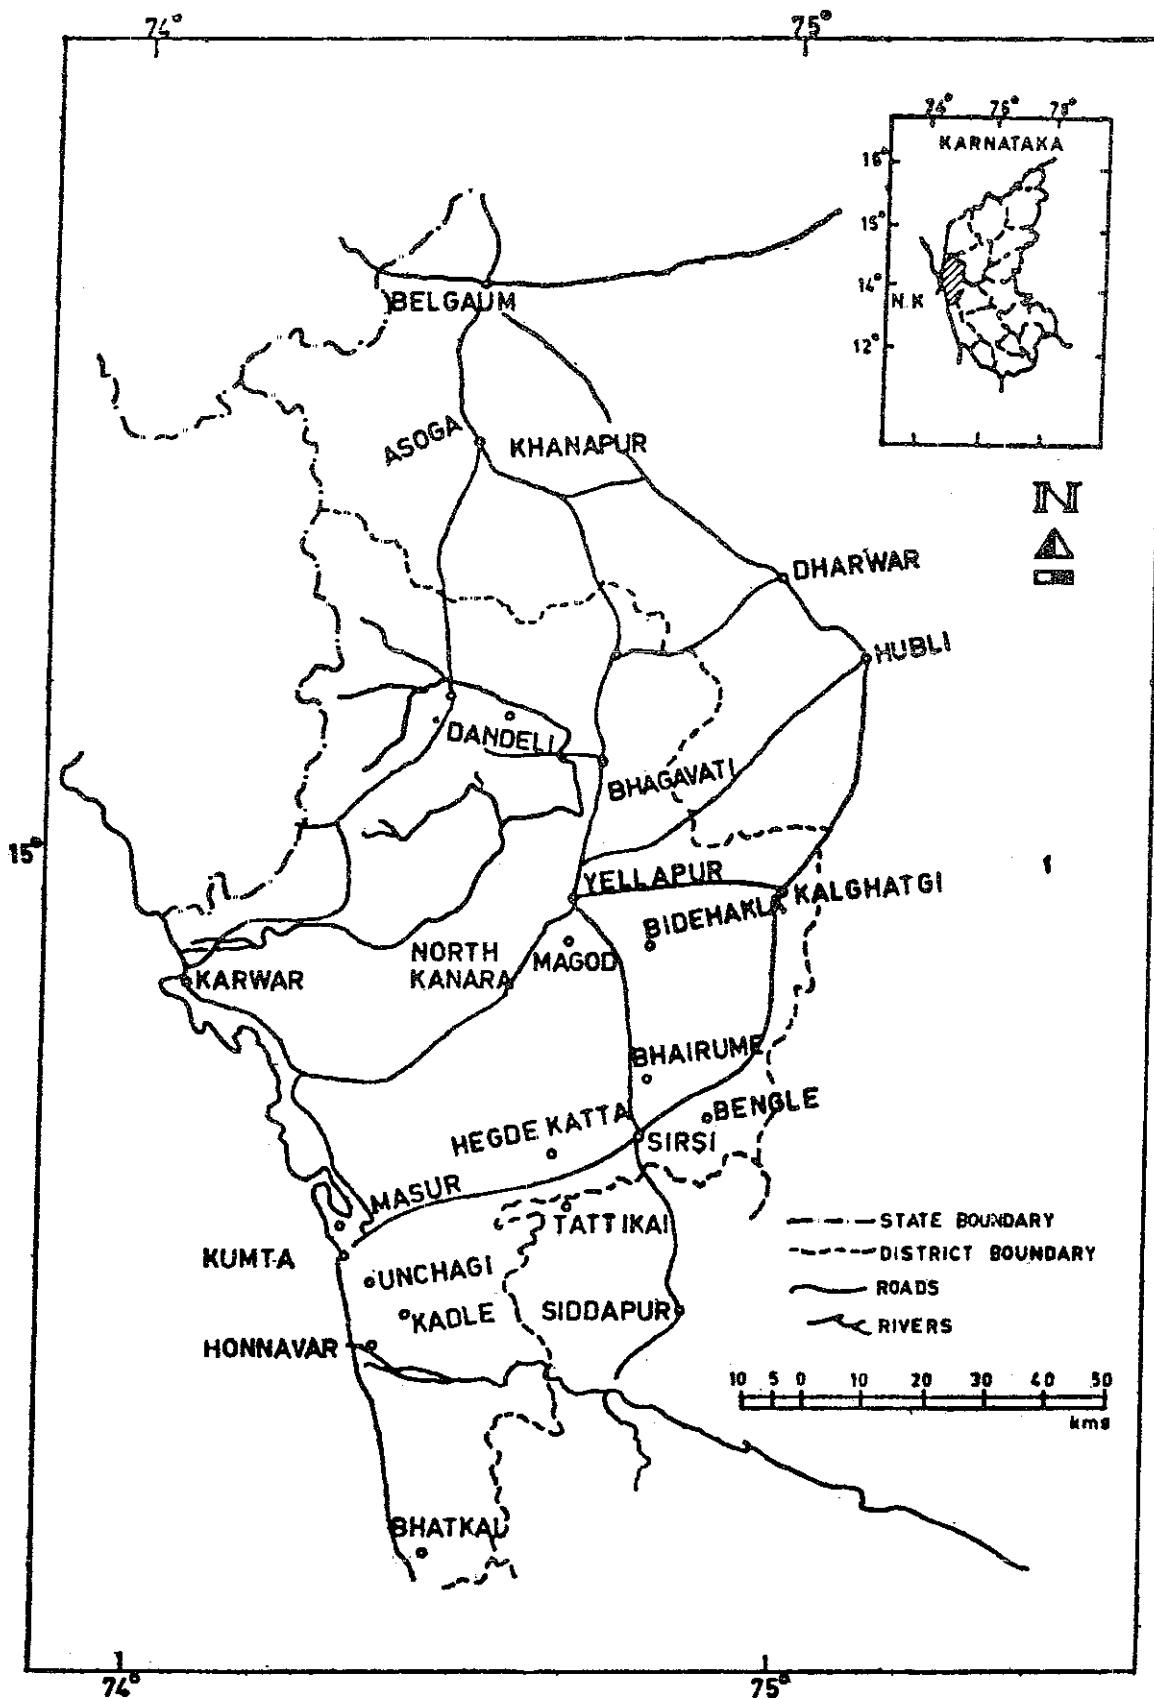 74°
75°
74° 76° 78°
KARNATAKA
16°
15°
14°
N.K
12°
BELGAUM
ASOGA
KHANAPUR
N
DHARWAR
HUBLI
DANDELI
BHAGAVATI
15°
YELLAPUR
KALGHATGI
BIDEHAKLA
NORTH
KANARA
MAGOD
KARWAR
BHAIRUME
BENGLE
HEGDE KATTA
SIRSI
MASUR
TATTIKAI
STATE BOUNDARY
KUMTA
DISTRICT BOUNDARY
UNCHAGI
ROADS
KADLE
SIDDAPUR
RIVERS
HONNAVAR
10 5 0 10 20 30 40 50
kms
BHATKAL
74°
75°